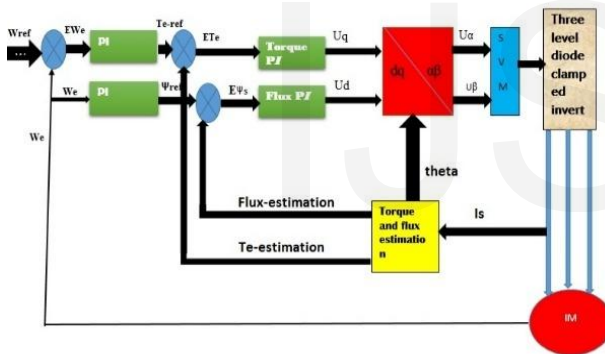 Wref
...
EWe
PI
Te-ref
ETe
Torque
PI
Uq
dq
αβ
Uα
S
V
M
Three
level
diode
clamp
ed
invert
We
PI
Ψref
EΨs
Flux PI
Ud
uβ
We
theta
Flux-estimation
Torque
and flux
estimatio
n
Is
Te-estimation
IM
IJS